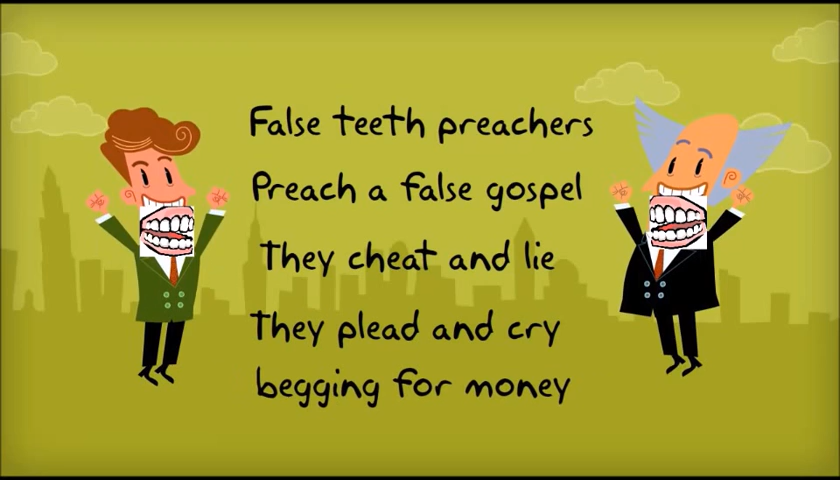 False teeth preachers
Preach a false gospel
They cheat and lie
They plead and cry
begging for money